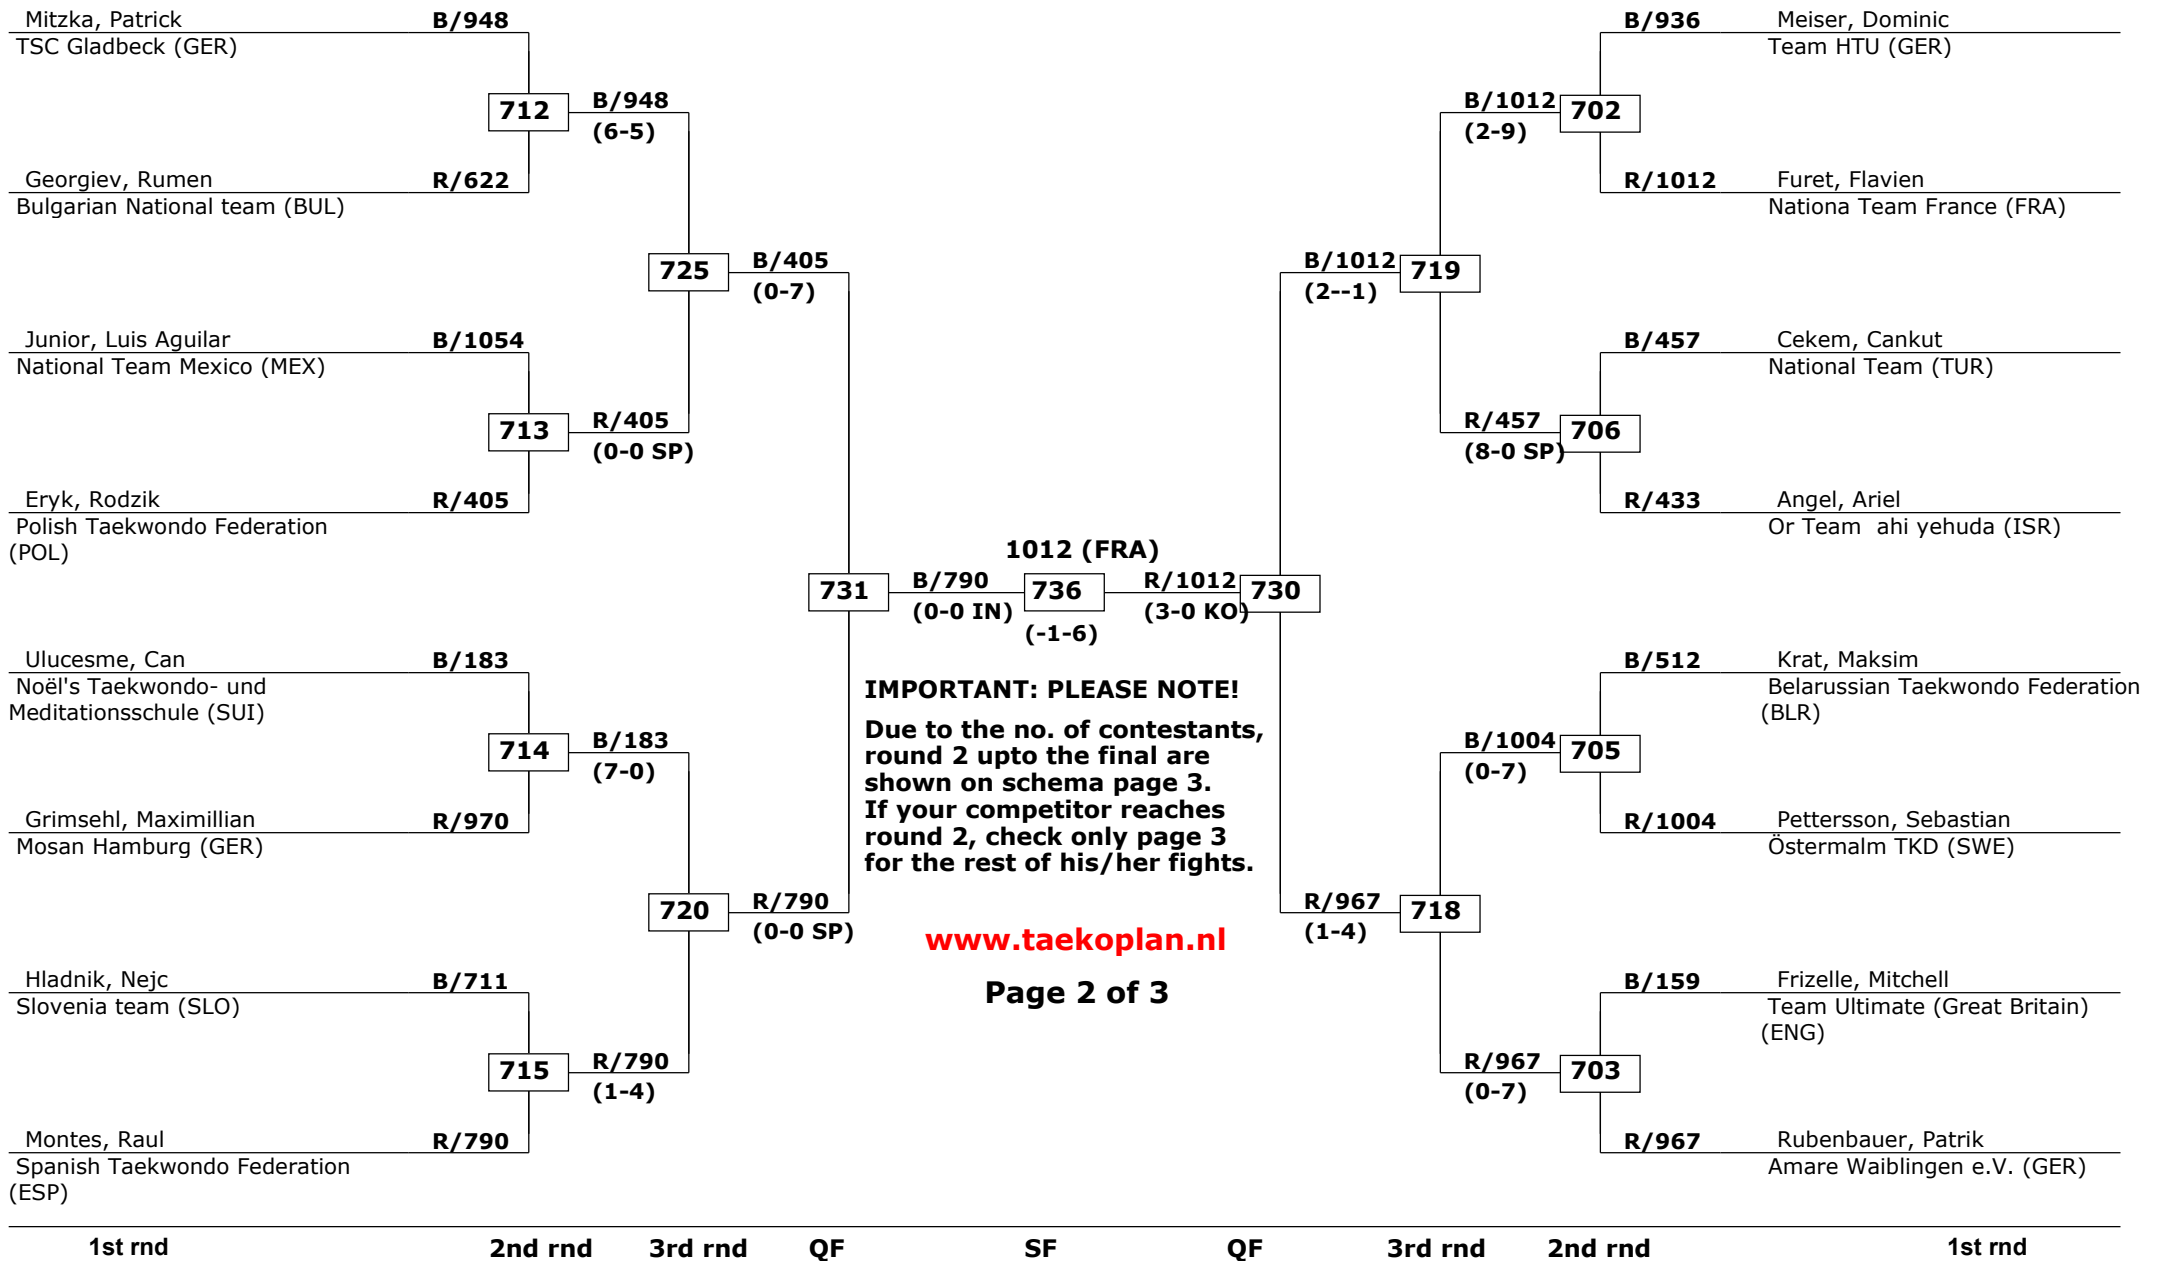 Mitzka, Patrick
B/948
TSC Gladbeck (GER)
712
B/948
(6-5)
Georgiev, Rumen
R/622
Bulgarian National team (BUL)
725
B/405
(0-7)
Junior, Luis Aguilar
B/1054
National Team Mexico (MEX)
713
R/405
(0-0 SP)
Eryk, Rodzik
R/405
Polish Taekwondo Federation
(POL)
731
B/790
(0-0 IN)
Ulucesme, Can
B/183
Noël's Taekwondo- und
Meditationsschule (SUI)
714
B/183
(7-0)
Grimsehl, Maximillian
R/970
Mosan Hamburg (GER)
720
R/790
(0-0 SP)
Hladnik, Nejc
B/711
Slovenia team (SLO)
715
R/790
(1-4)
Montes, Raul
R/790
Spanish Taekwondo Federation
(ESP)
1012 (FRA)
736
(-1-6)
IMPORTANT: PLEASE NOTE!
Due to the no. of contestants,
round 2 upto the final are
shown on schema page 3.
If your competitor reaches
round 2, check only page 3
for the rest of his/her fights.
www.taekoplan.nl
Page 2 of 3
B/936
Meiser, Dominic
Team HTU (GER)
B/1012
(2-9)
702
R/1012
Furet, Flavien
Nationa Team France (FRA)
B/1012
(2--1)
719
B/457
Cekem, Cankut
National Team (TUR)
R/457
(8-0 SP)
706
R/433
Angel, Ariel
Or Team  ahi yehuda (ISR)
R/1012
(3-0 KO)
730
B/512
Krat, Maksim
Belarussian Taekwondo Federation
(BLR)
B/1004
(0-7)
705
R/1004
Pettersson, Sebastian
Östermalm TKD (SWE)
R/967
(1-4)
718
B/159
Frizelle, Mitchell
Team Ultimate (Great Britain)
(ENG)
R/967
(0-7)
703
R/967
Rubenbauer, Patrik
Amare Waiblingen e.V. (GER)
1st rnd
2nd rnd
3rd rnd
QF
SF
QF
3rd rnd
2nd rnd
1st rnd